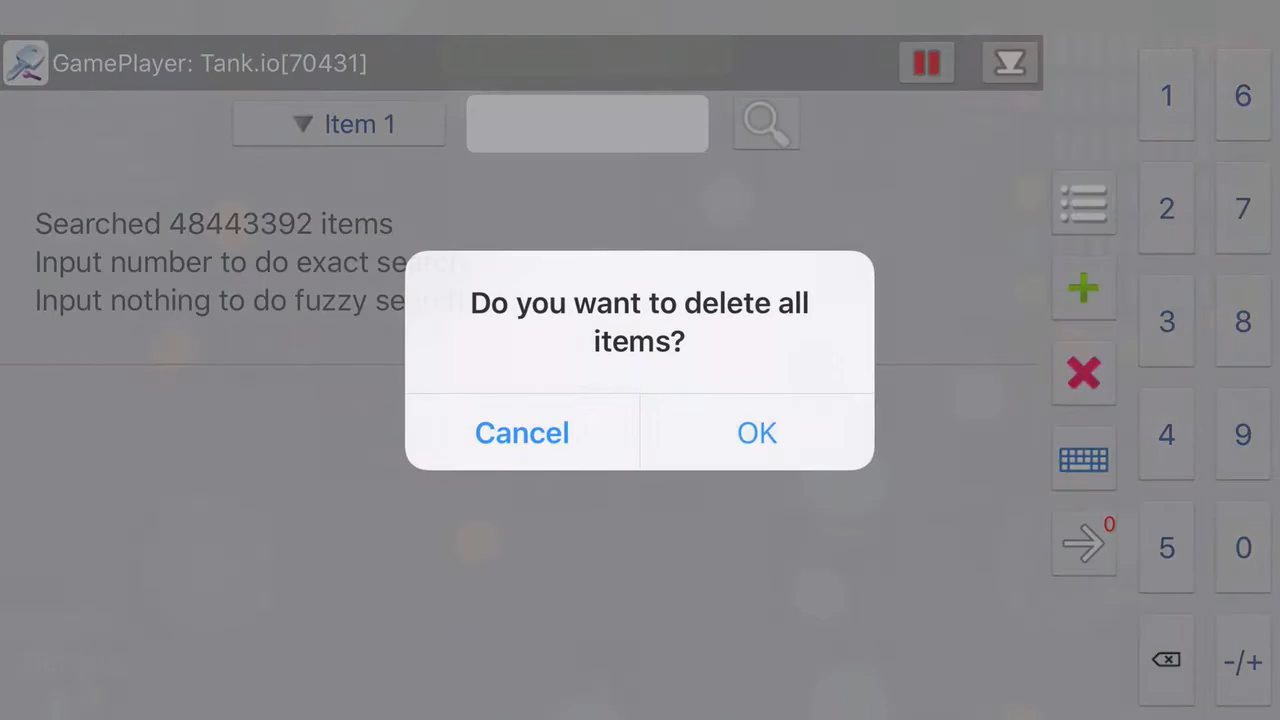 GamePlayer: Tank.io[70431]
Item 1
Searched 48443392 items
Input number to do exact search
Input nothing to do fuzzy search
Do you want to delete all
items?
Cancel
OK
0
1
6
2
7
3
8
4
9
5
0
-/+